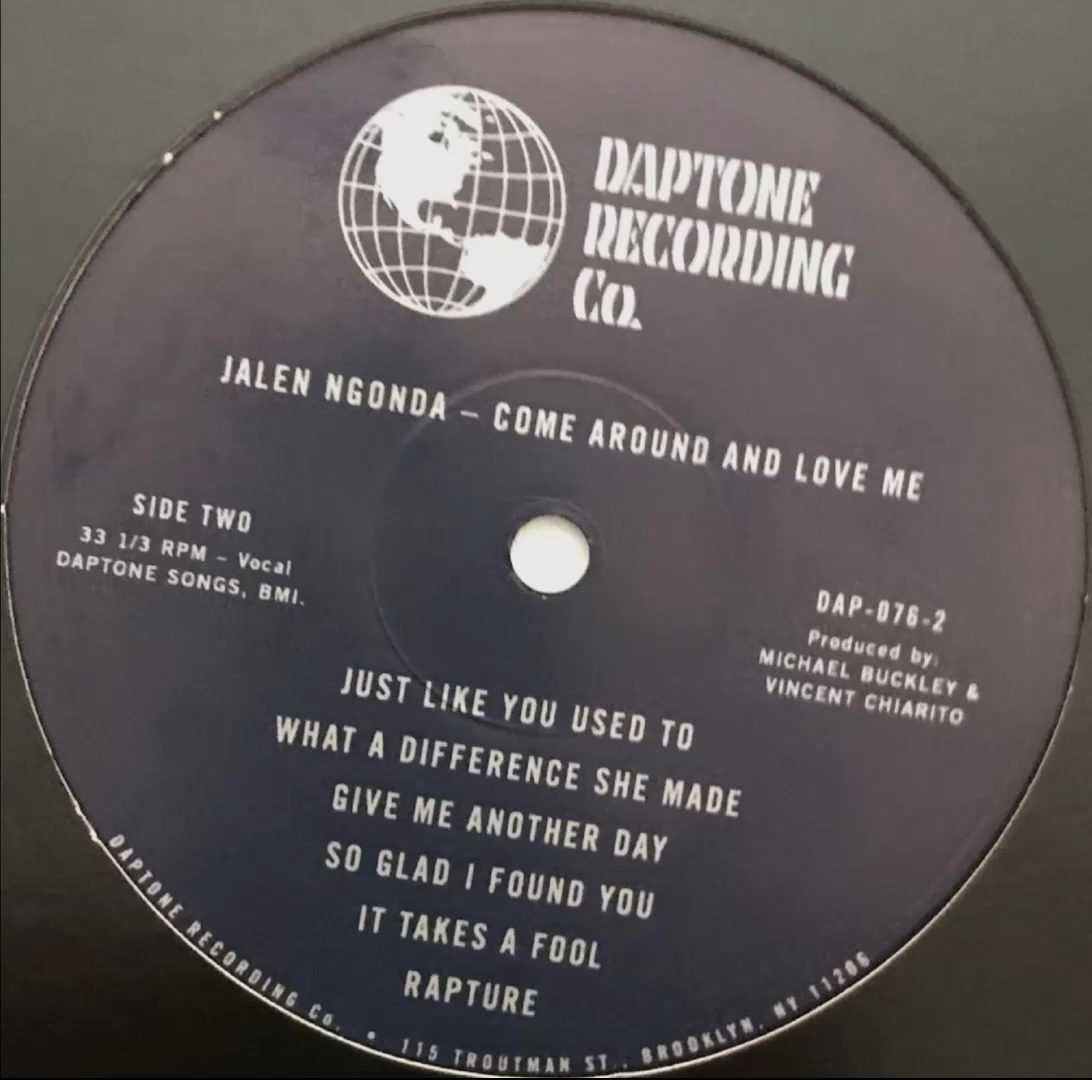 DAPTONE
RECORDING
Co.
JALEN NGONDA – COME AROUND AND LOVE ME
SIDE TWO
33 1/3 RPM – Vocal
DAPTONE SONGS, BMI.
DAP-076-2
Produced by:
MICHAEL BUCKLEY &
VINCENT CHIARITO
JUST LIKE YOU USED TO
WHAT A DIFFERENCE SHE MADE
GIVE ME ANOTHER DAY
SO GLAD I FOUND YOU
IT TAKES A FOOL
RAPTURE
DAPTONE RECORDING Co. • 115 TROUTMAN ST., BROOKLYN, NY 11206